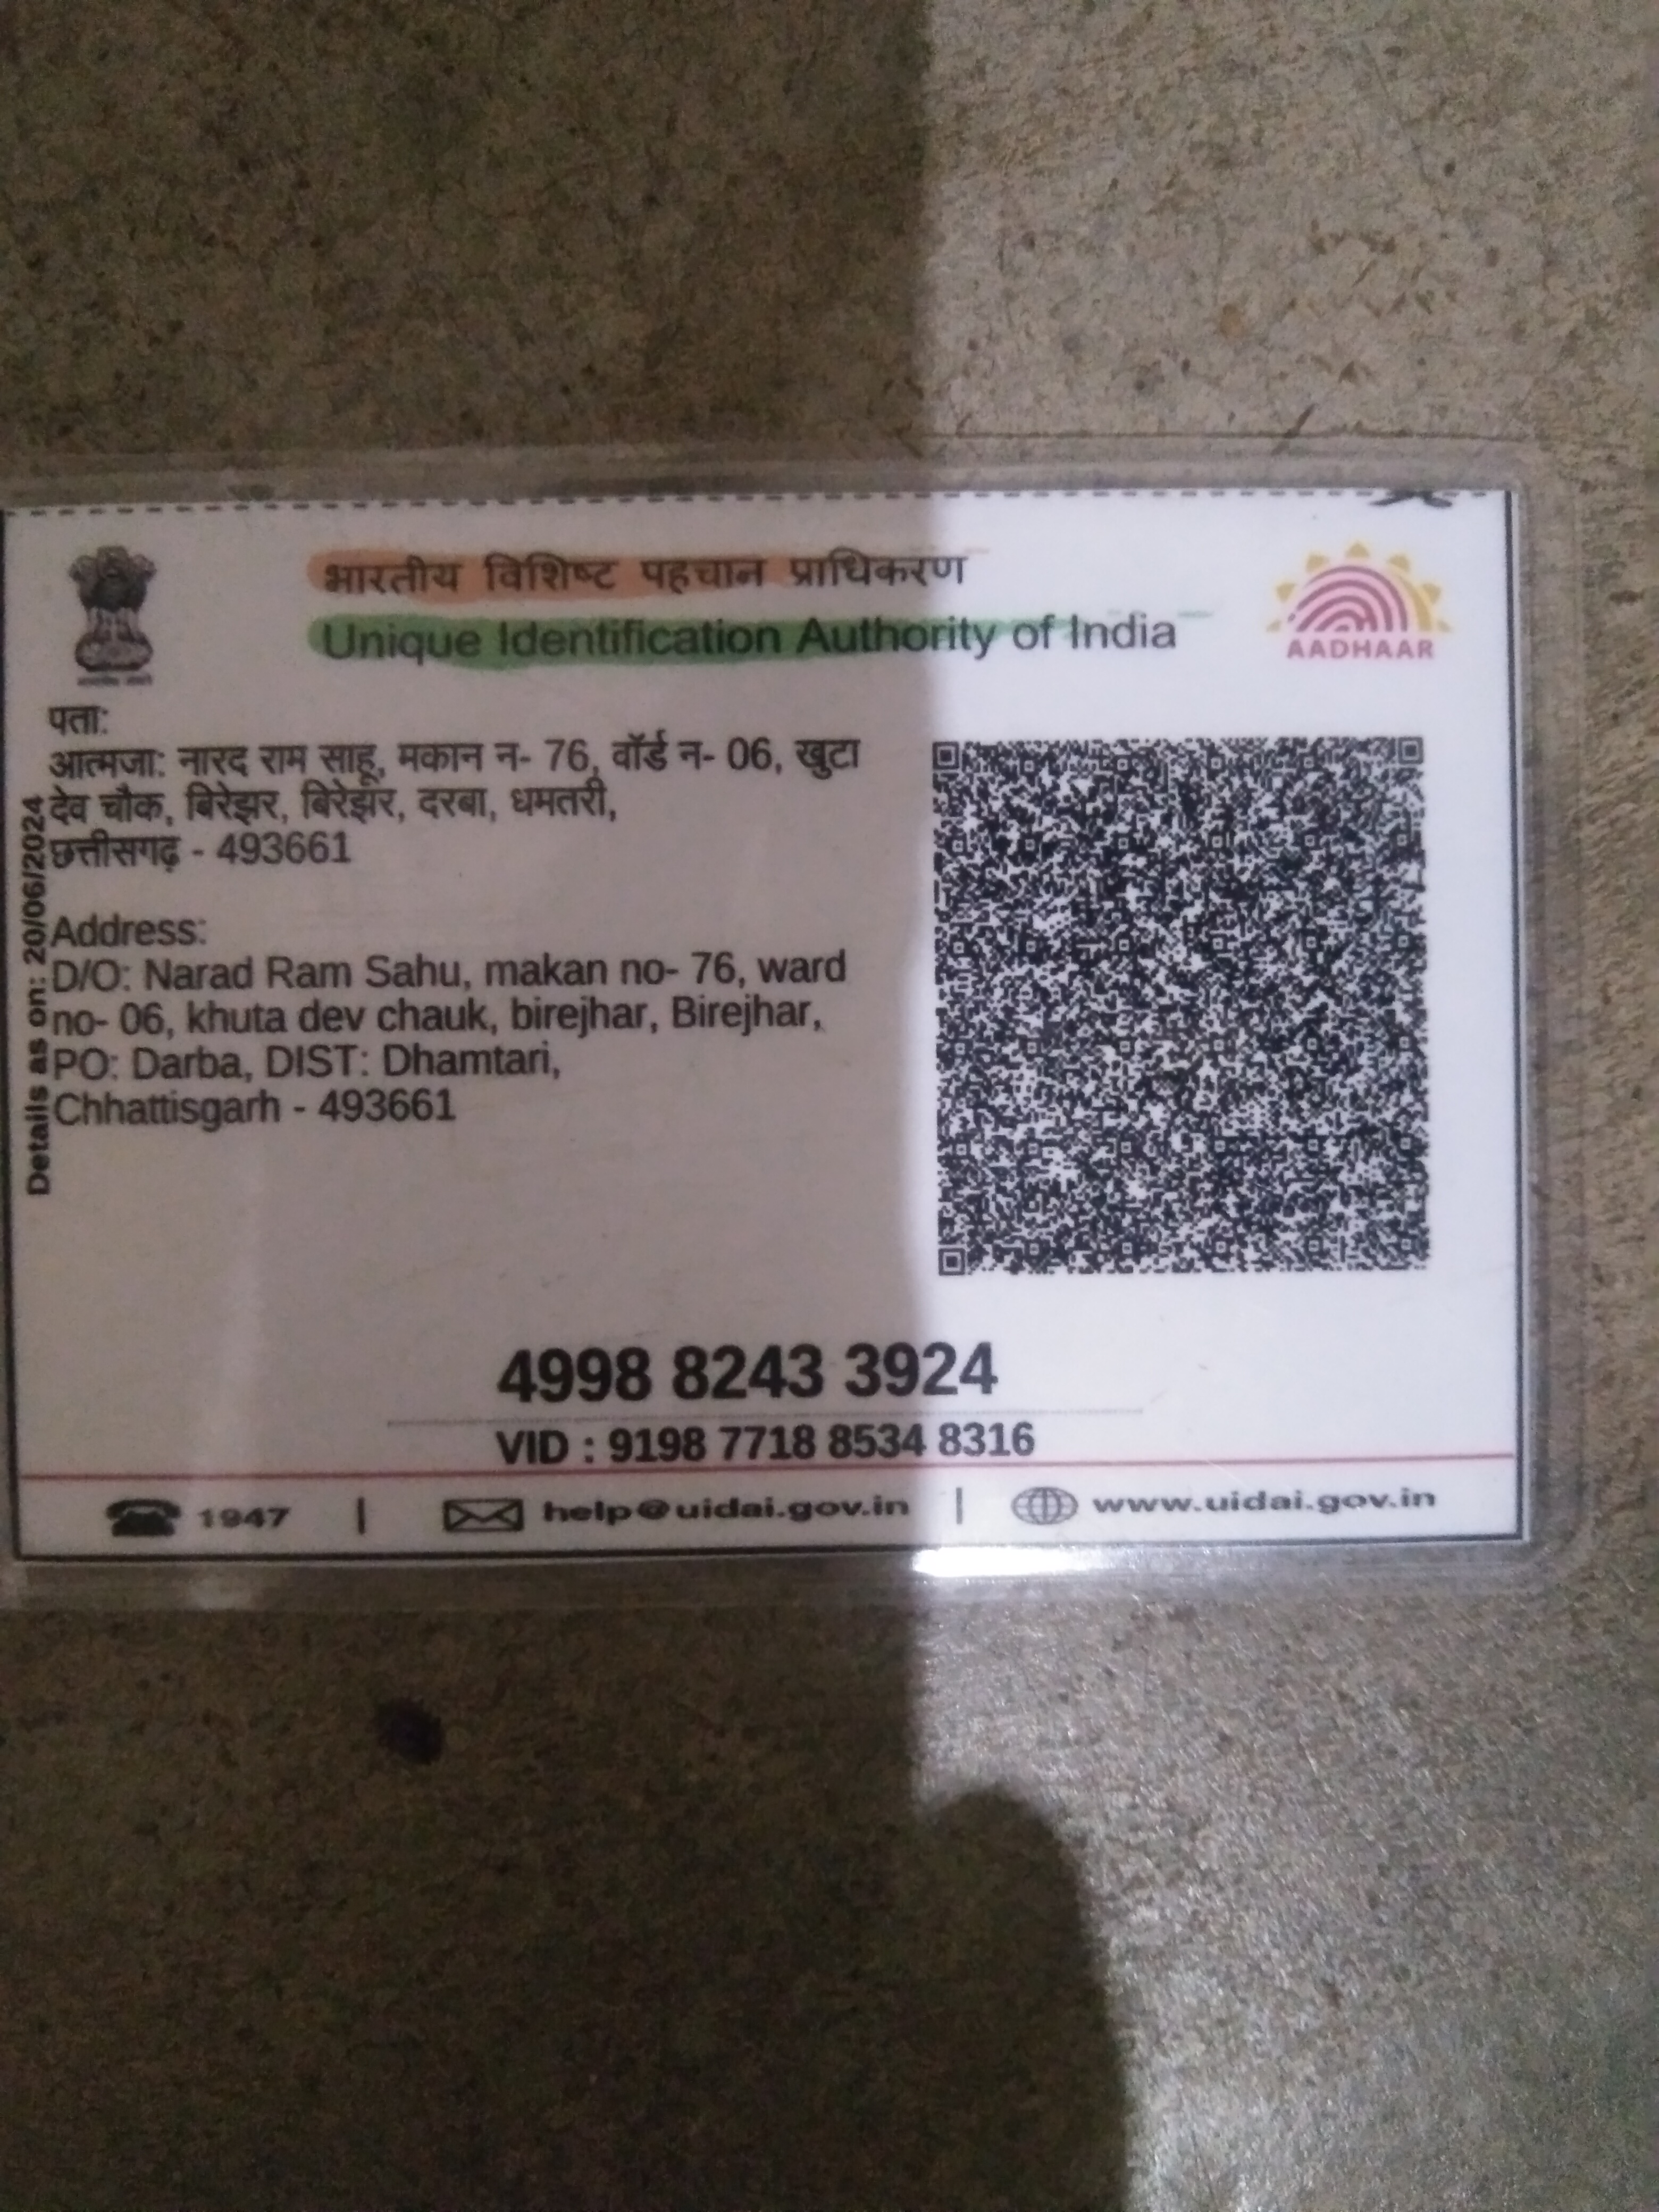 भारतीय विशिष्ट पहचान प्राधिकरण
Unique Identification Authority of India
AADHAAR
पता:
आत्मजा: नारद राम साहू, मकान न- 76, वॉर्ड न- 06, खुटा
देव चौक, बिरेझर, बिरेझर, दरबा, धमतरी,
छत्तीसगढ़ - 493661
Address:
D/O: Narad Ram Sahu, makan no- 76, ward
no- 06, khuta dev chauk, birejhar, Birejhar,
PO: Darba, DIST: Dhamtari,
Chhattisgarh - 493661
Details as on: 20/06/2024
4998 8243 3924
VID : 9198 7718 8534 8316
1947 | help@uidai.gov.in | www.uidai.gov.in